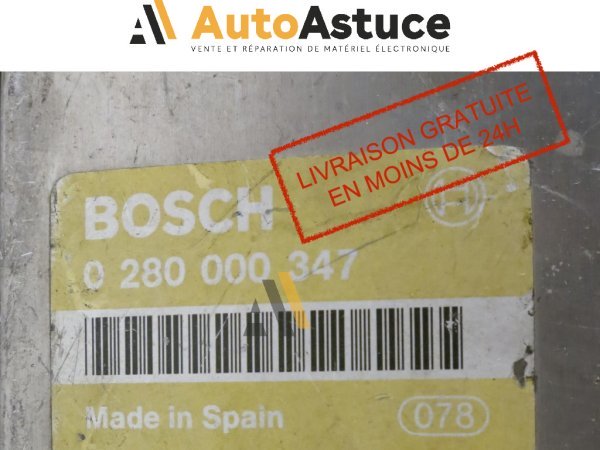 AutoAstuce
VENTE ET RÉPARATION DE MATÉRIEL ÉLECTRONIQUE
LIVRAISON GRATUITE
EN MOINS DE 24H
BOSCH
0 280 000 347
Made in Spain
078